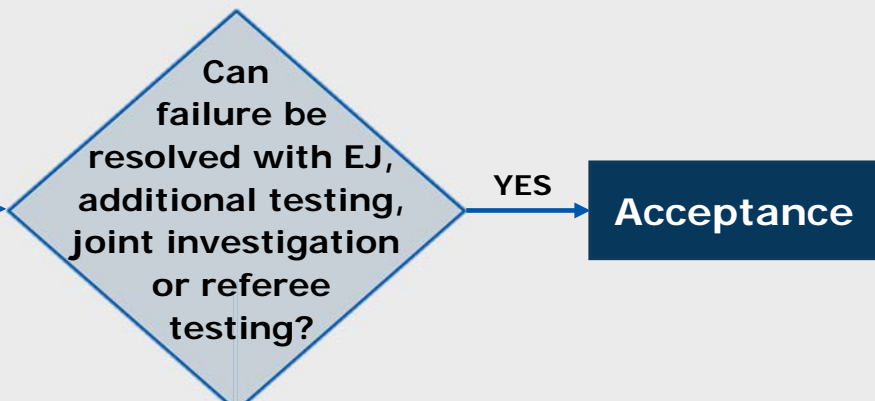 Can
failure be
resolved with EJ,
additional testing,
joint investigation
or referee
testing?
YES
Acceptance